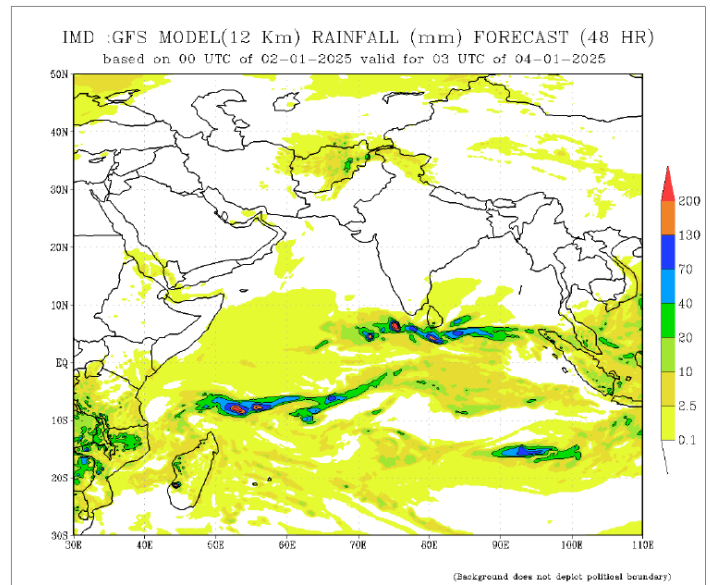 IMD :GFS MODEL(12 Km) RAINFALL (mm) FORECAST (48 HR)
based on 00 UTC of 02-01-2025 valid for 03 UTC of 04-01-2025
50N
40N
30N
20N
10N
EQ
10S
20S
30S
30E 40E 50E 60E 70E 80E 90E 100E 110E
200
130
70
40
20
10
2.5
0.1
(Background does not depict political boundary)